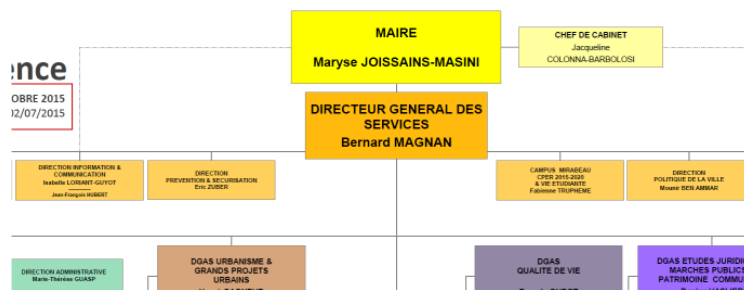 MAIRE
Maryse JOISSAINS-MASINI
CHEF DE CABINET
Jacqueline
COLONNA-BARBOLOSI
ence
OBRE 2015
02/07/2015
DIRECTEUR GENERAL DES
SERVICES
Bernard MAGNAN
DIRECTION INFORMATION &
COMMUNICATION
Isabelle LORIANT-GUYOT
Jean-François HUBERT
DIRECTION
PREVENTION & SECURISATION
Eric ZUBER
CAMPUS MIRABEAU
CPER 2015-2020
& VIE ETUDIANTE
Fabienne TRUPHEME
DIRECTION
POLITIQUE DE LA VILLE
Mounir BEN AMMAR
DIRECTION ADMINISTRATIVE
Marie-Thérèse GUASP
DGAS URBANISME &
GRANDS PROJETS
URBAINS
DGAS
QUALITE DE VIE
DGAS ETUDES JURIDI
MARCHES PUBLICS
PATRIMOINE COMMU